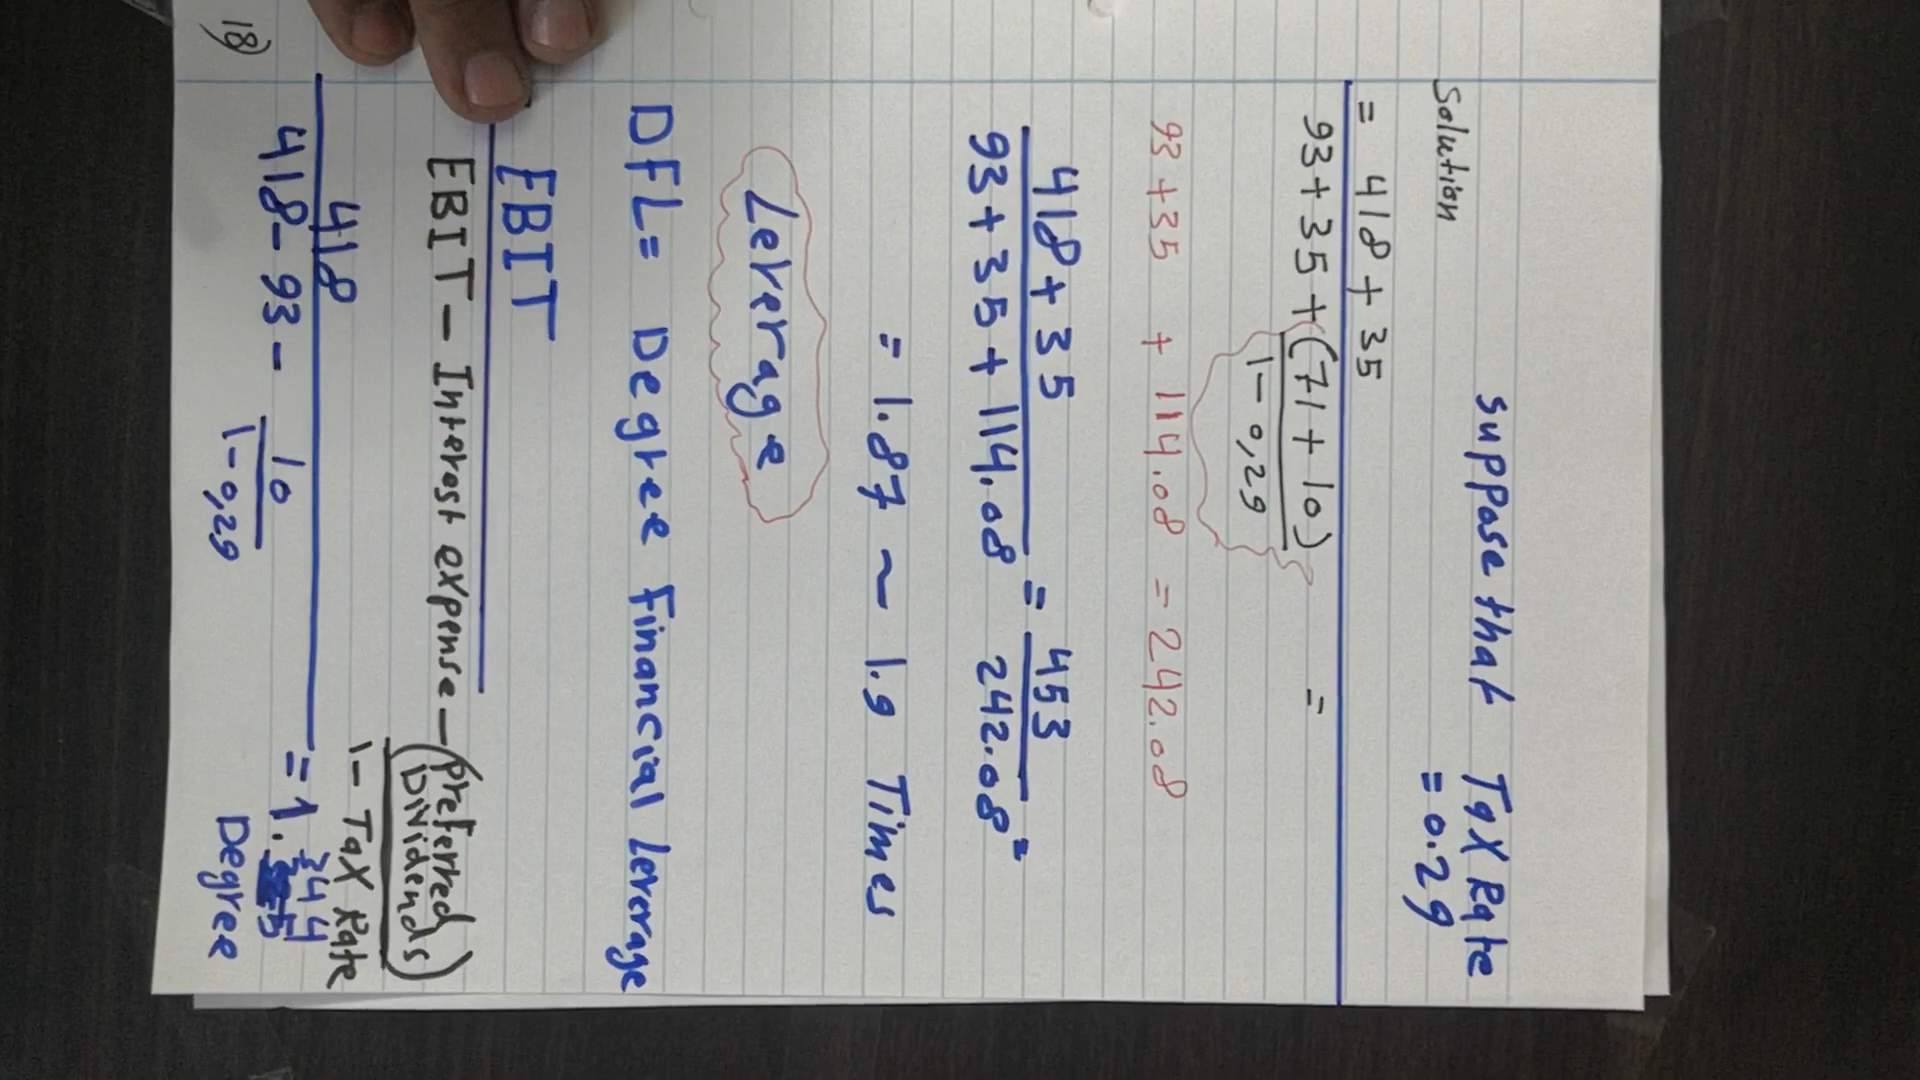 suppose that Tax Rate
= 0.29
Solution
= 418 + 35
93 + 35 + (71 + 10) =
1 - 0,29
93 + 35 + 114.08 = 242.08
418 + 35 = 453 =
93 + 35 + 114.08 242.08
= 1.87 ~ 1.9 Times
Leverage
DFL = Degree Financial leverage
EBIT
EBIT - Interest expense - (Preferred Dividends)
1 - Tax Rate
418
418 - 93 - 10 = 1.344
1 - 0,29 Degree
18)